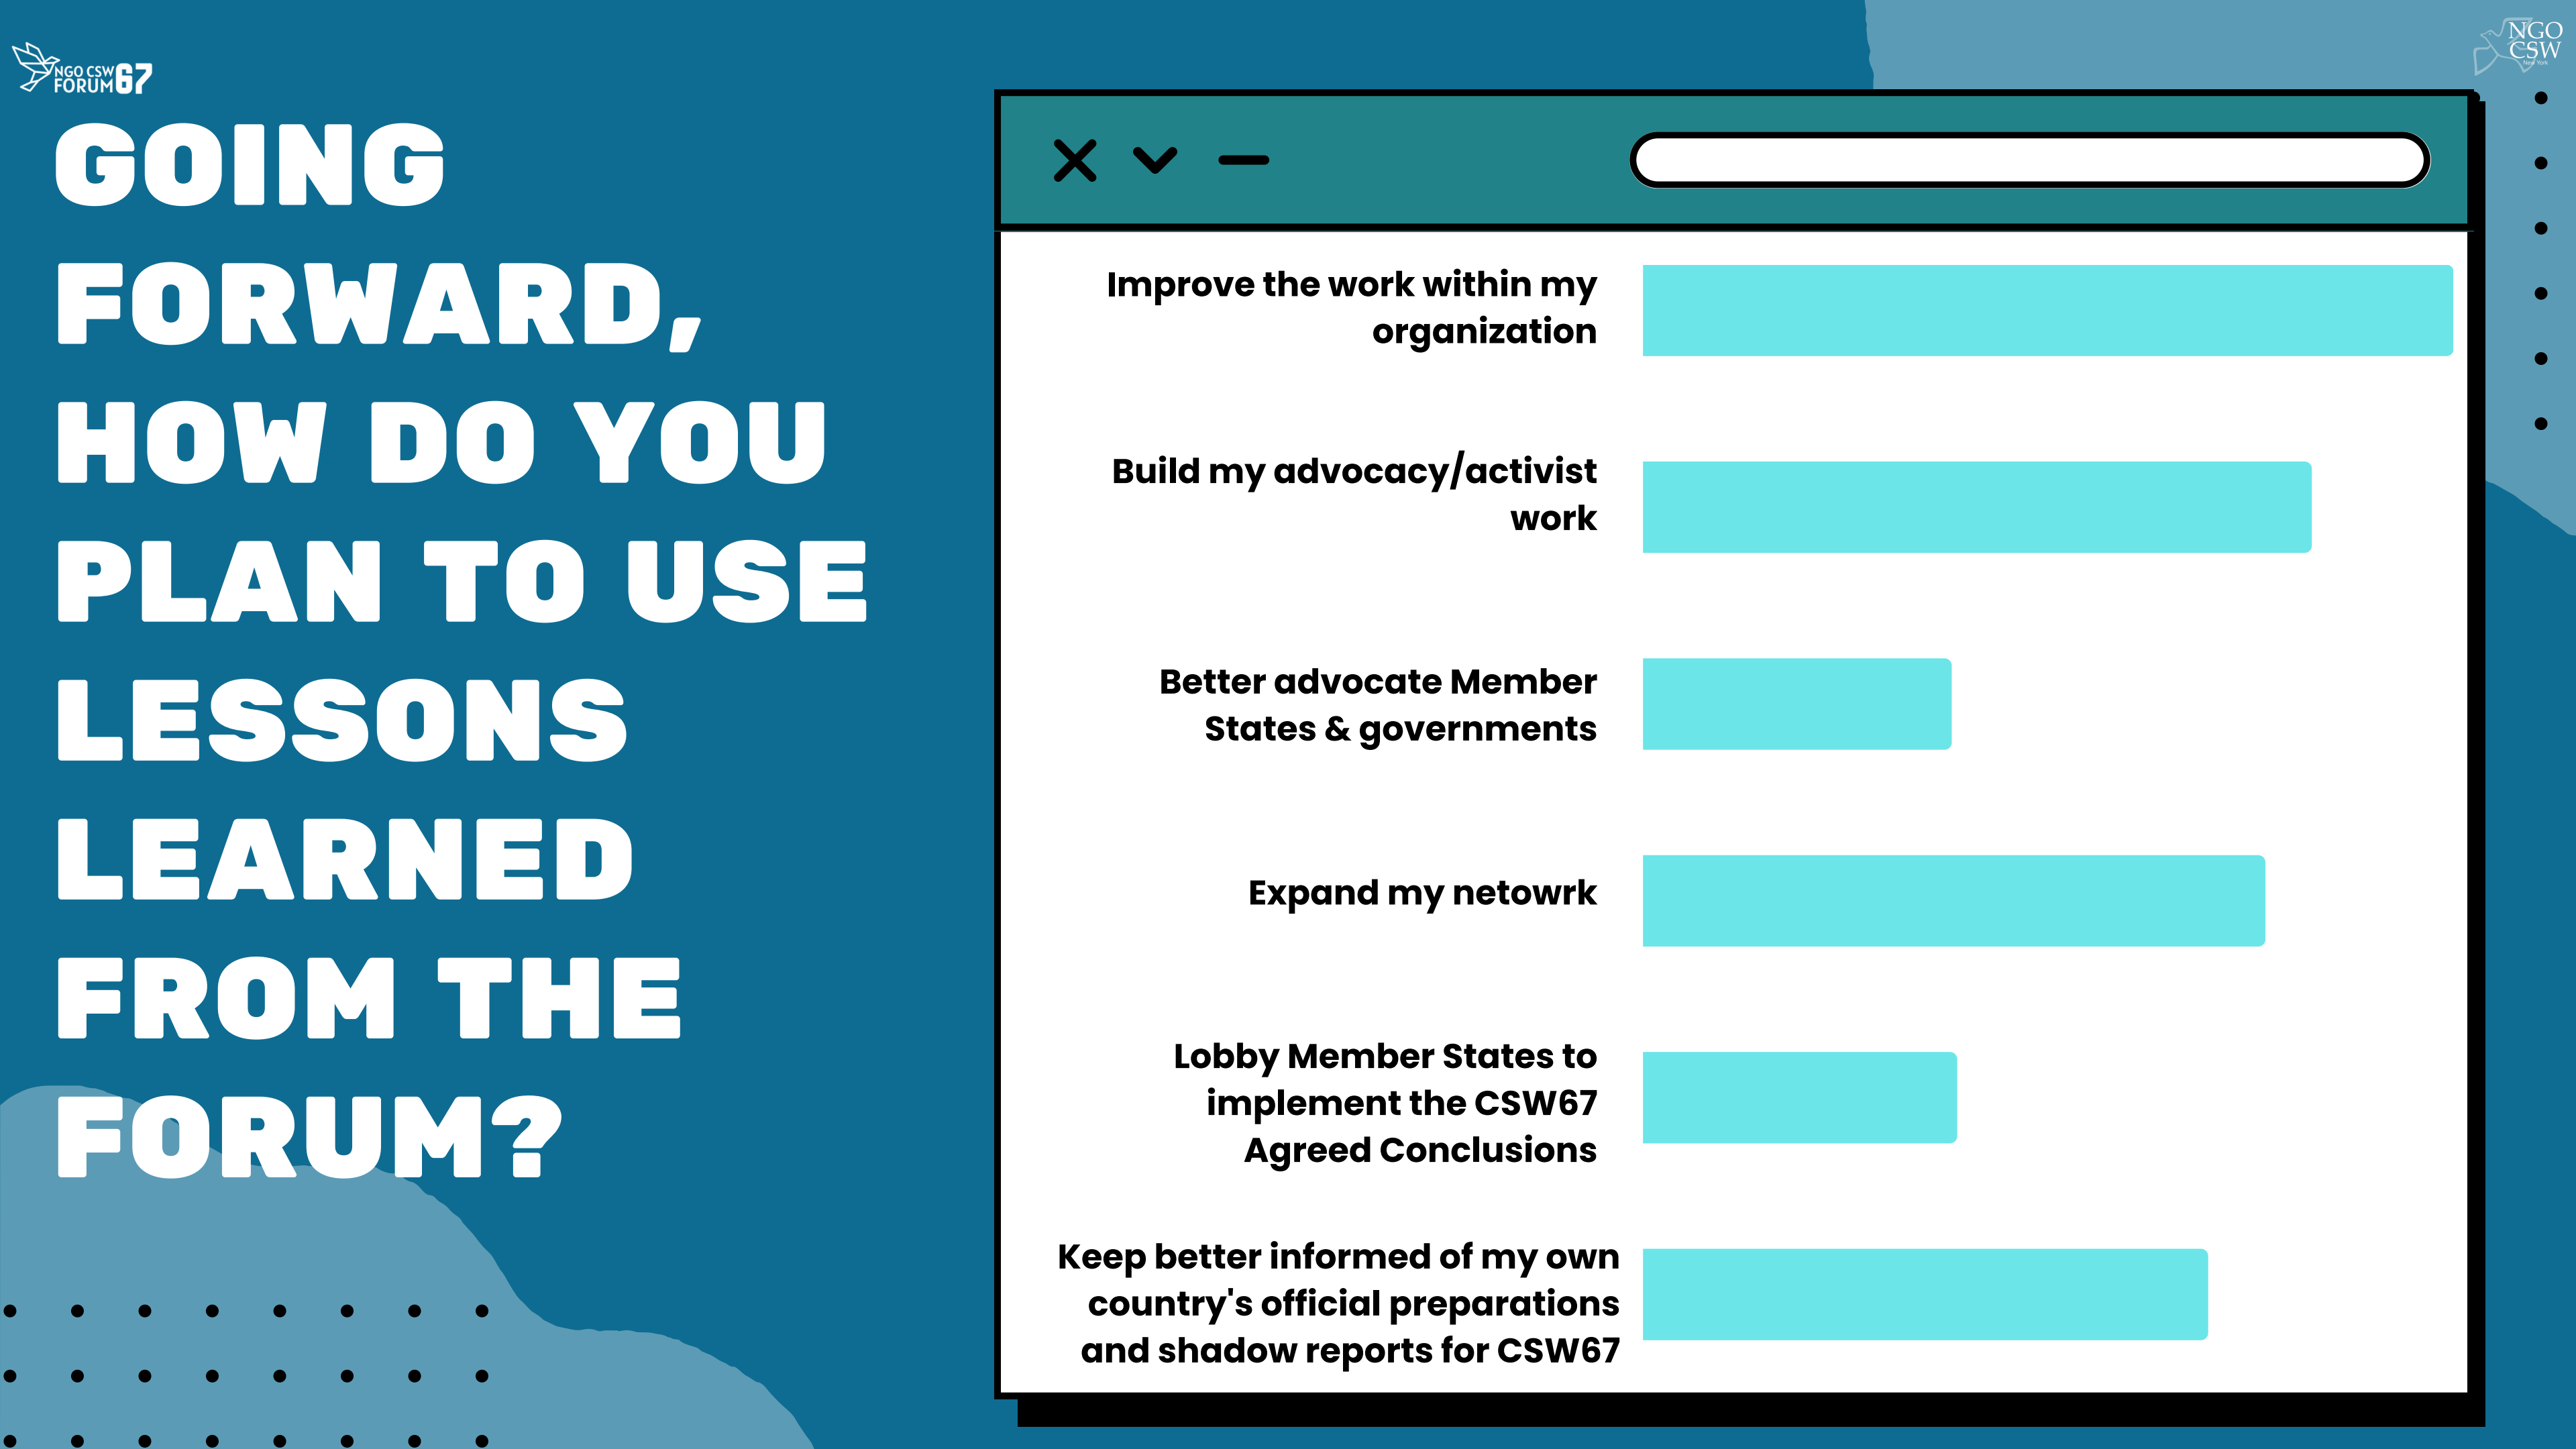 NGO CSW
FORUM67
NGO
CSW
New York
GOING
FORWARD,
HOW DO YOU
PLAN TO USE
LESSONS
LEARNED
FROM THE
FORUM?
Improve the work within my
organization
Build my advocacy/activist
work
Better advocate Member
States & governments
Expand my netowrk
Lobby Member States to
implement the CSW67
Agreed Conclusions
Keep better informed of my own
country's official preparations
and shadow reports for CSW67